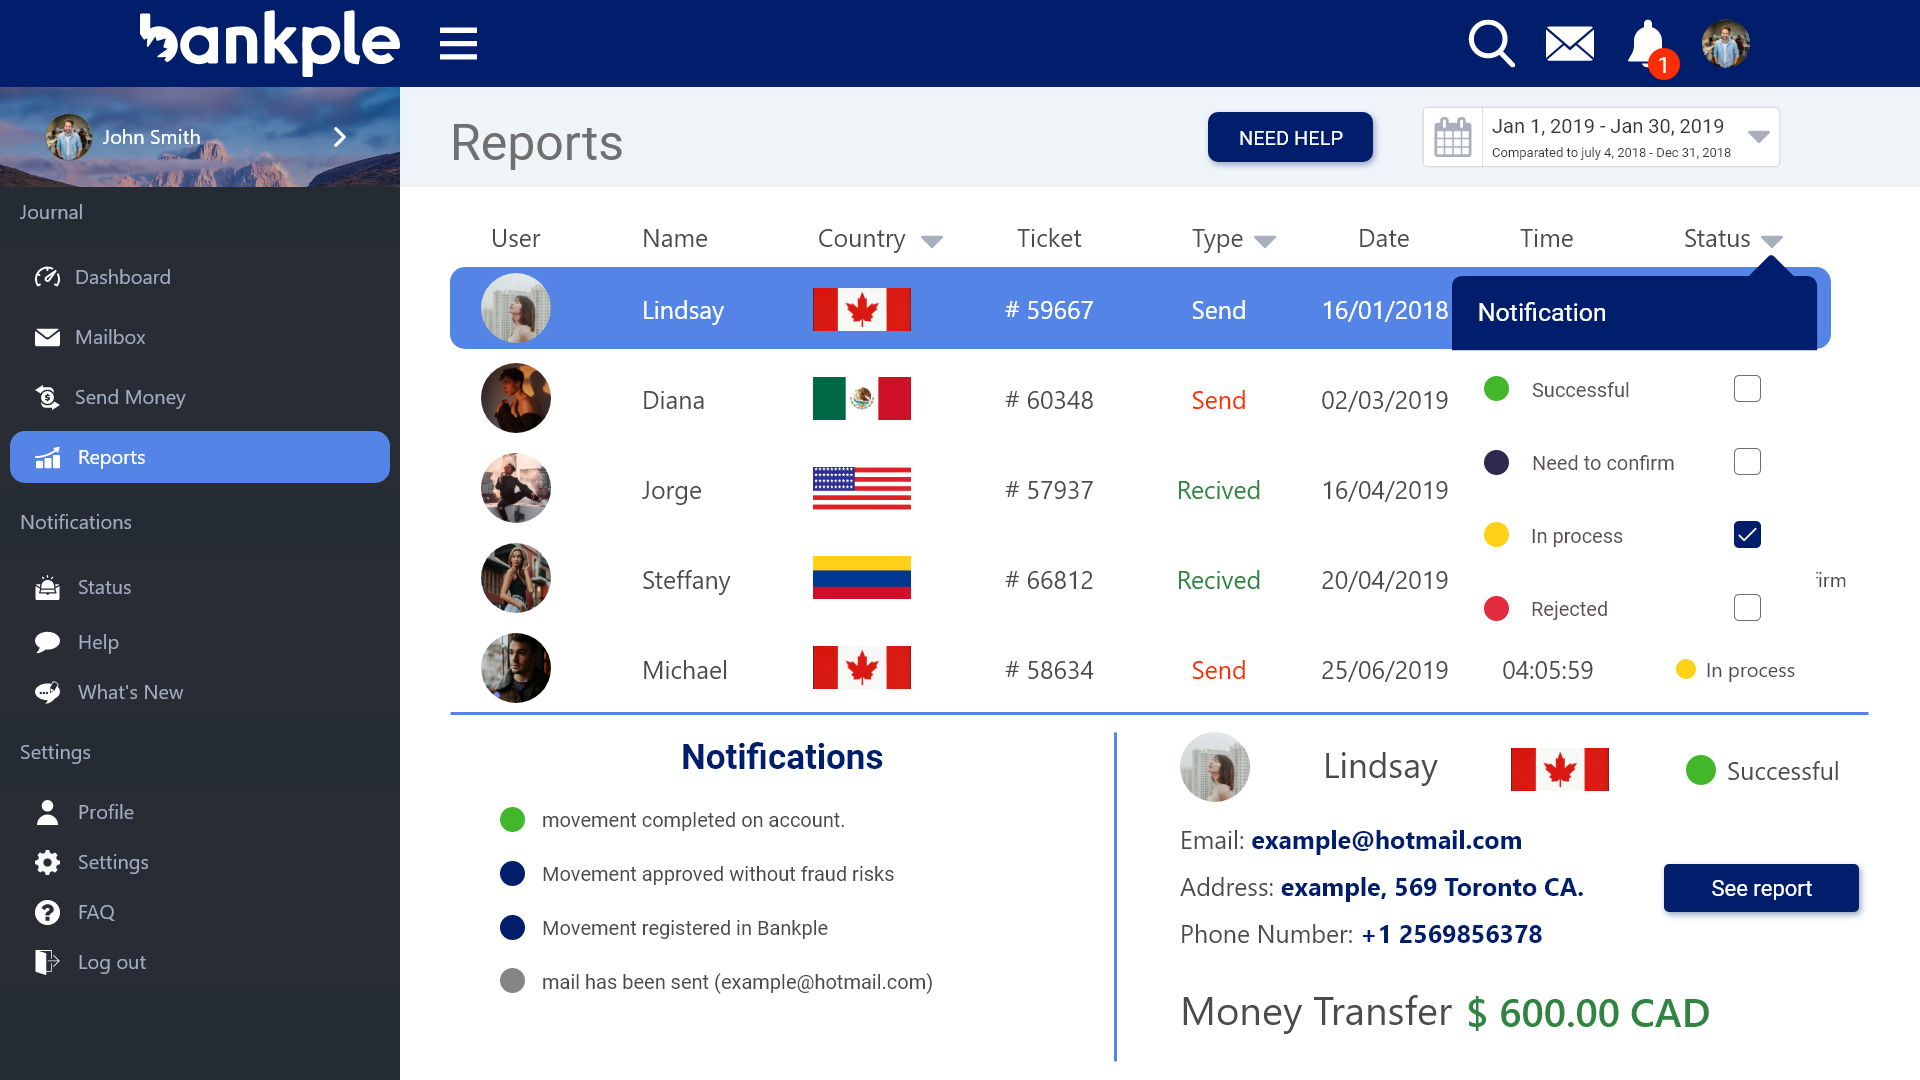 bankple
1
John Smith
Journal
Dashboard
Mailbox
Send Money
Reports
Notifications
Status
Help
What's New
Settings
Profile
Settings
FAQ
Log out
Reports
NEED HELP
Jan 1, 2019 - Jan 30, 2019
Comparated to july 4, 2018 - Dec 31, 2018
User Name Country Ticket Type Date Time Status
Lindsay # 59667 Send 16/01/2018
Diana # 60348 Send 02/03/2019
Jorge # 57937 Recived 16/04/2019
Steffany # 66812 Recived 20/04/2019 irm
Michael # 58634 Send 25/06/2019 04:05:59 In process
Notification
Successful
Need to confirm
In process
Rejected
Notifications
movement completed on account.
Movement approved without fraud risks
Movement registered in Bankple
mail has been sent (example@hotmail.com)
Lindsay Successful
Email: example@hotmail.com
Address: example, 569 Toronto CA.
Phone Number: +1 2569856378
See report
Money Transfer $ 600.00 CAD